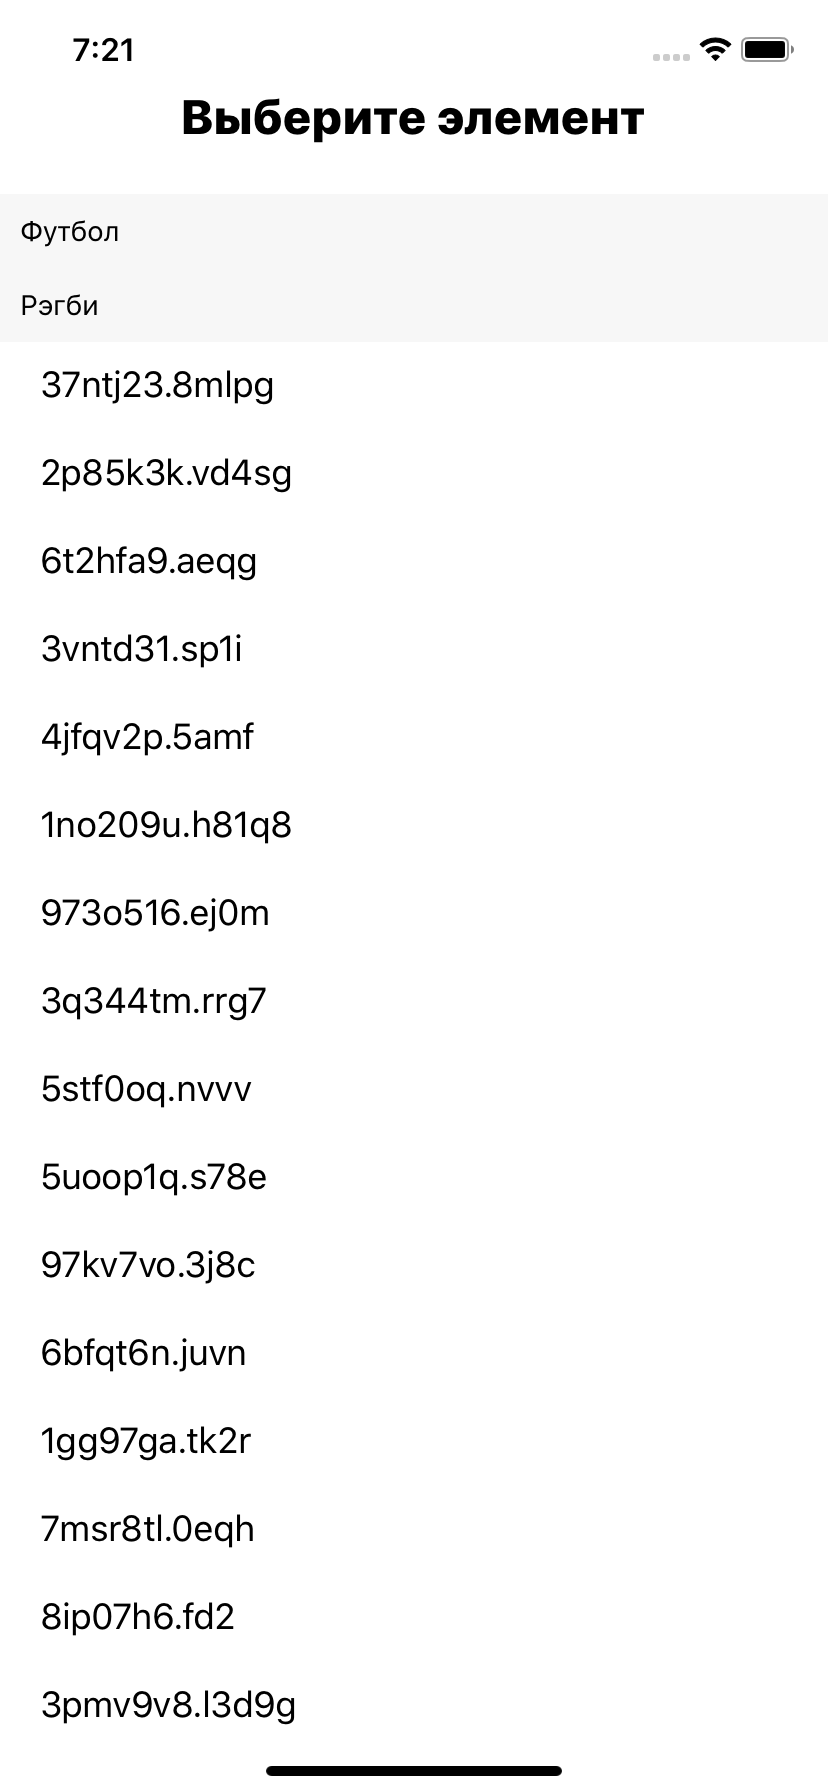 7:21
Выберите элемент
Футбол
Рэгби
37ntj23.8mlpg
2p85k3k.vd4sg
6t2hfa9.aeqg
3vntd31.sp1i
4jfqv2p.5amf
1no209u.h81q8
973o516.ej0m
3q344tm.rrg7
5stf0oq.nvvv
5uoop1q.s78e
97kv7vo.3j8c
6bfqt6n.juvn
1gg97ga.tk2r
7msr8tl.0eqh
8ip07h6.fd2
3pmv9v8.l3d9g